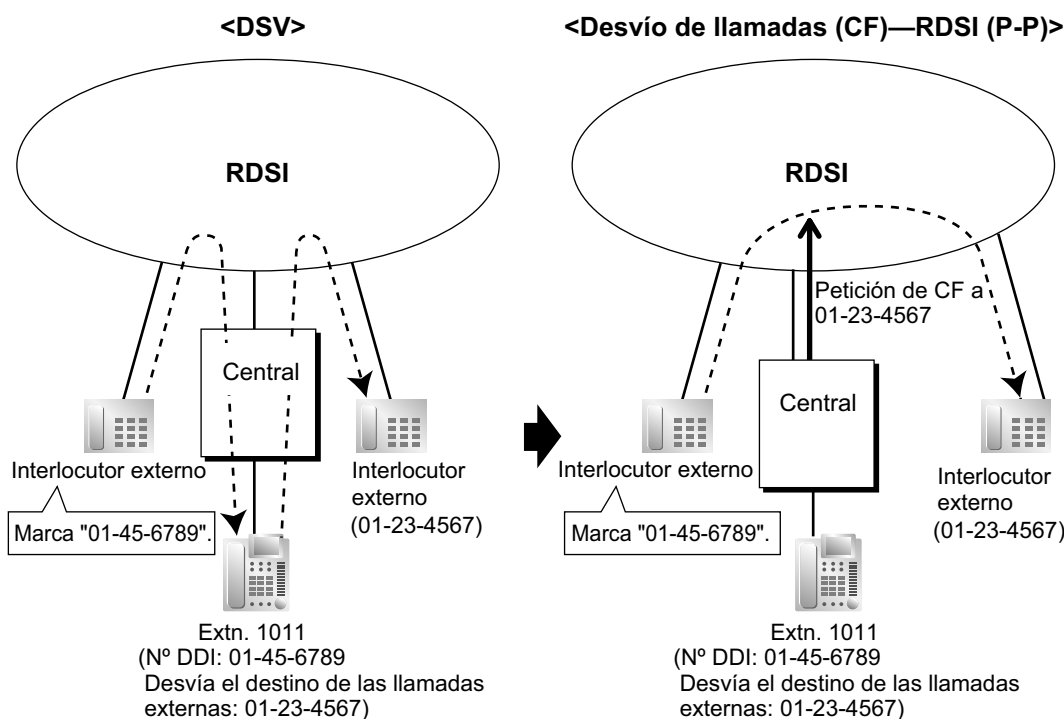 <DSV>
RDSI
Central
Interlocutor externo
Marca "01-45-6789".
Interlocutor
externo
(01-23-4567)
Extn. 1011
(Nº DDI: 01-45-6789
Desvía el destino de las llamadas
externas: 01-23-4567)
<Desvío de llamadas (CF)—RDSI (P-P)>
RDSI
Petición de CF a
01-23-4567
Central
Interlocutor externo
Marca "01-45-6789".
Interlocutor
externo
(01-23-4567)
Extn. 1011
(Nº DDI: 01-45-6789
Desvía el destino de las llamadas
externas: 01-23-4567)